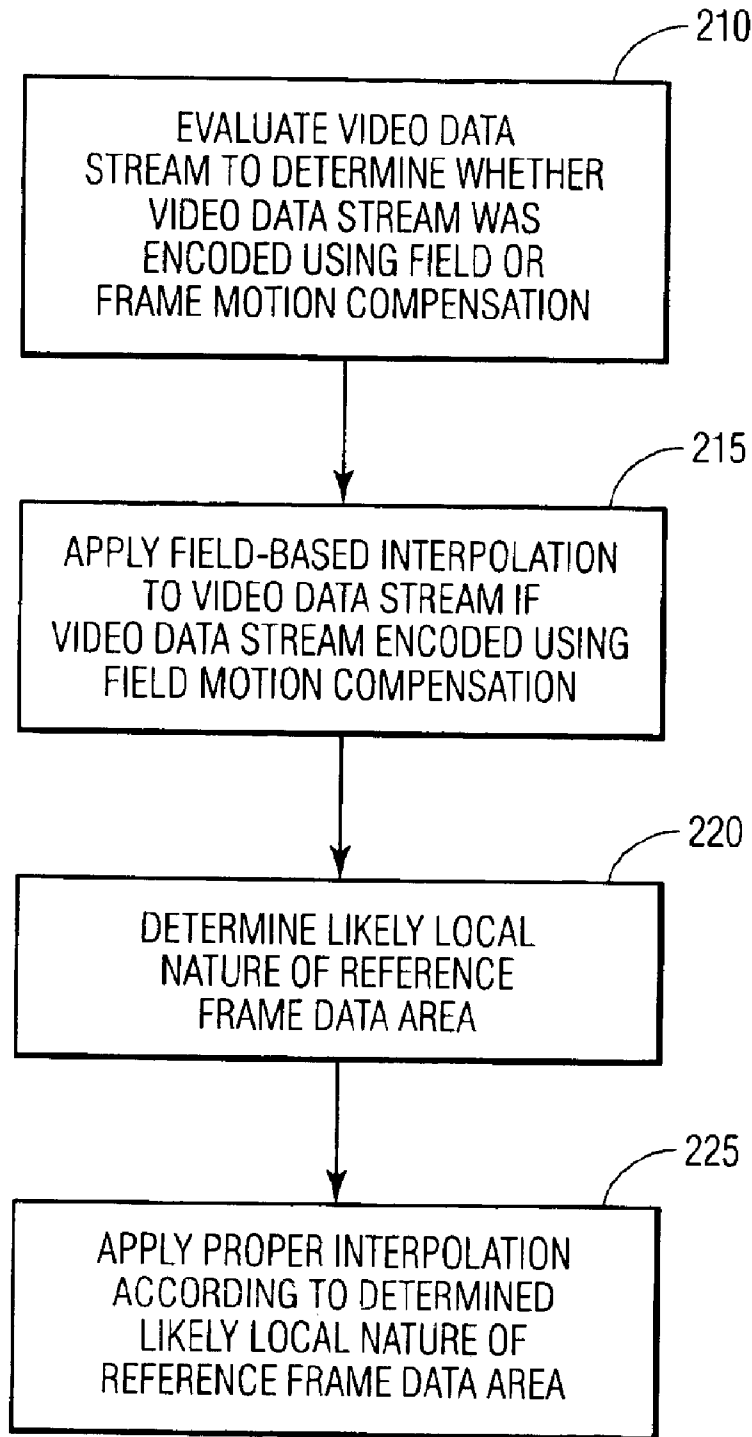 210
EVALUATE VIDEO DATA
STREAM TO DETERMINE WHETHER
VIDEO DATA STREAM WAS
ENCODED USING FIELD OR
FRAME MOTION COMPENSATION
215
APPLY FIELD-BASED INTERPOLATION
TO VIDEO DATA STREAM IF
VIDEO DATA STREAM ENCODED USING
FIELD MOTION COMPENSATION
220
DETERMINE LIKELY LOCAL
NATURE OF REFERENCE
FRAME DATA AREA
225
APPLY PROPER INTERPOLATION
ACCORDING TO DETERMINED
LIKELY LOCAL NATURE OF
REFERENCE FRAME DATA AREA